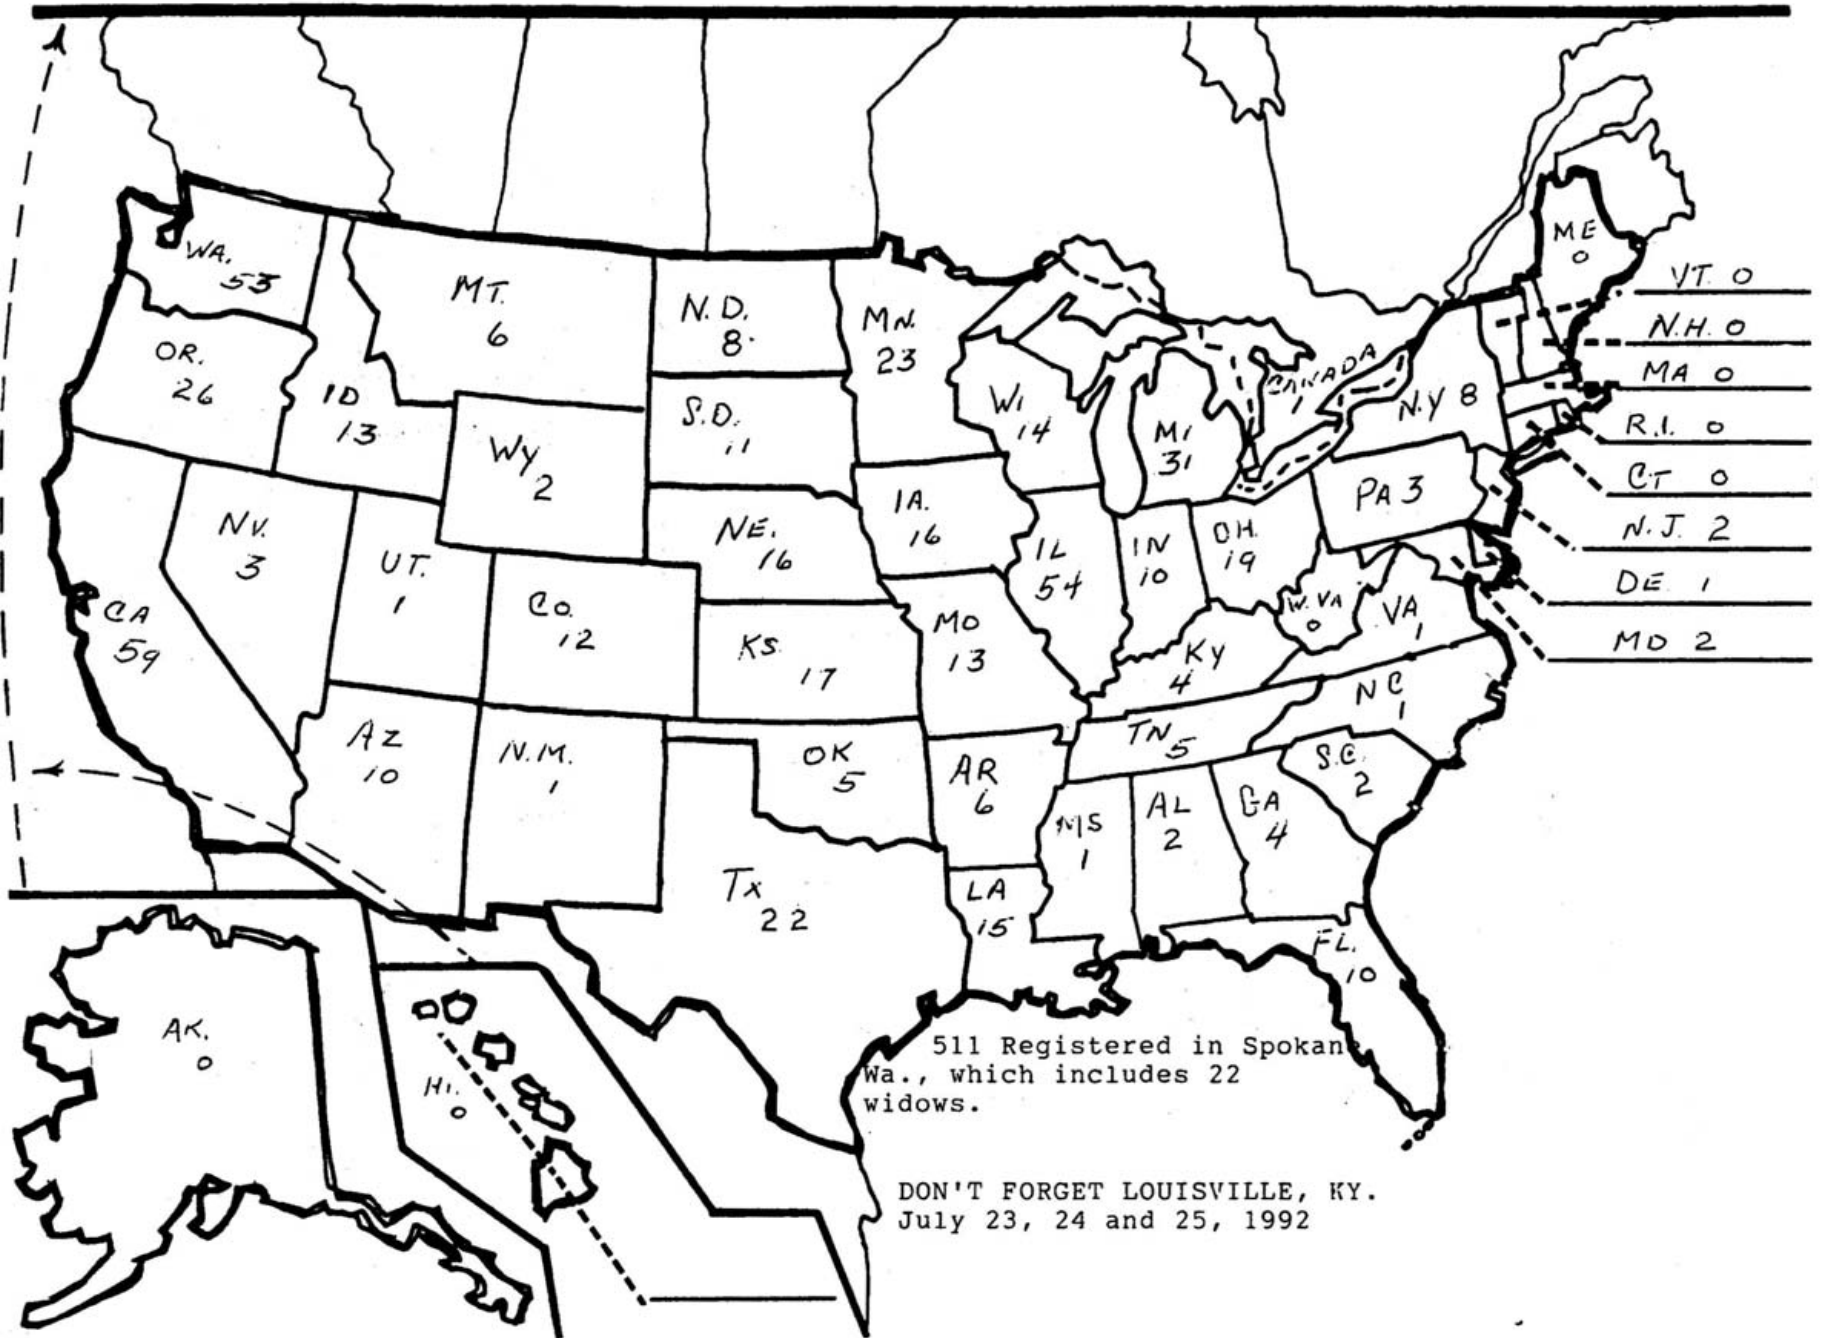 WA.
53
MT.
6
N.D.
8
MN.
23
ME
0
VT. 0
N.H. 0
MA 0
R.I. 0
CT 0
N.J. 2
DE. 1
MD 2
OR.
26
ID
13
WY
2
S.D.
11
WI
14
MI
31
CANADA
1
N.Y 8
NV.
3
UT.
1
CO.
12
NE.
16
IA.
16
IL
54
IN
10
OH.
19
PA 3
W.VA
0
VA
1
CA
59
KS
17
MO
13
KY
4
NC
1
AZ
10
N.M.
1
OK
5
AR
6
TN
5
S.C.
2
MS
1
AL
2
GA
4
TX
22
LA
15
FL.
10
AK.
0
HI.
0
511 Registered in Spokane
Wa., which includes 22
widows.
DON'T FORGET LOUISVILLE, KY.
July 23, 24 and 25, 1992